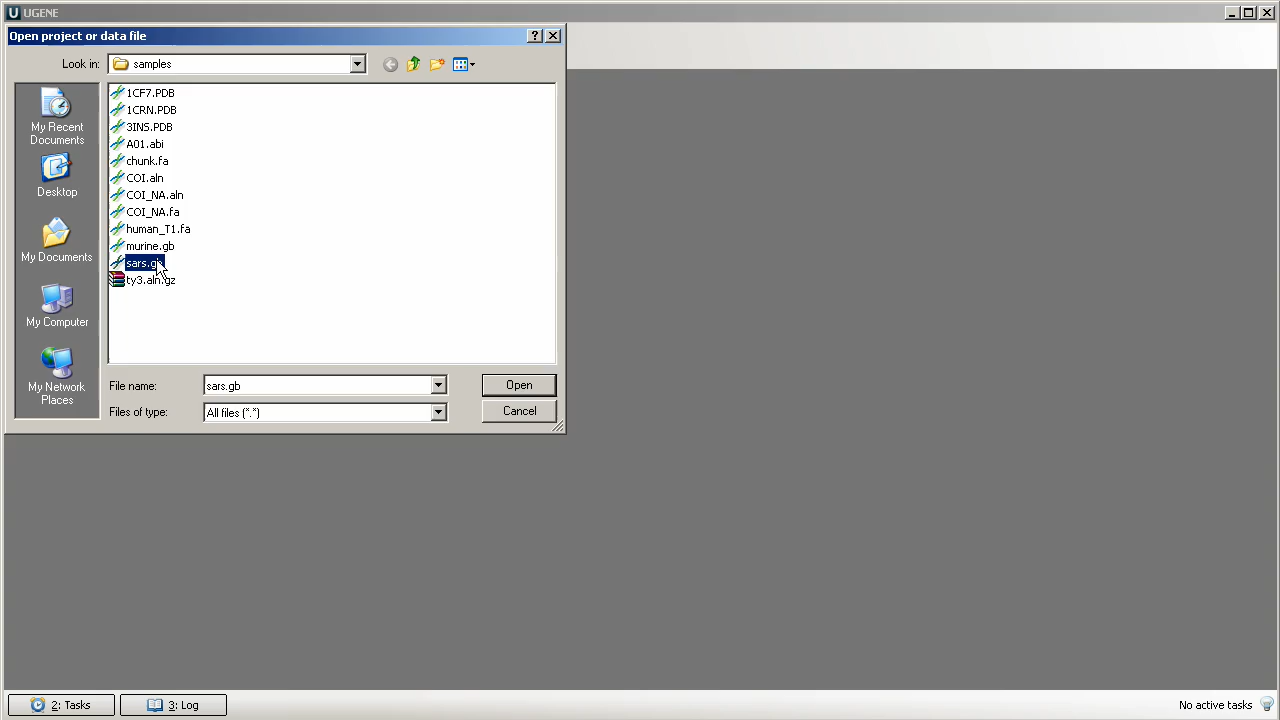 UGENE
Open project or data file
Look in: samples
My Recent
Documents
Desktop
My Documents
My Computer
My Network
Places
1CF7.PDB
1CRN.PDB
3INS.PDB
A01.abi
chunk.fa
COI.aln
COI_NA.aln
COI_NA.fa
human_T1.fa
murine.gb
sars.gb
ty3.aln.gz
File name: sars.gb Open
Files of type: All files (*.*) Cancel
2: Tasks 3: Log No active tasks